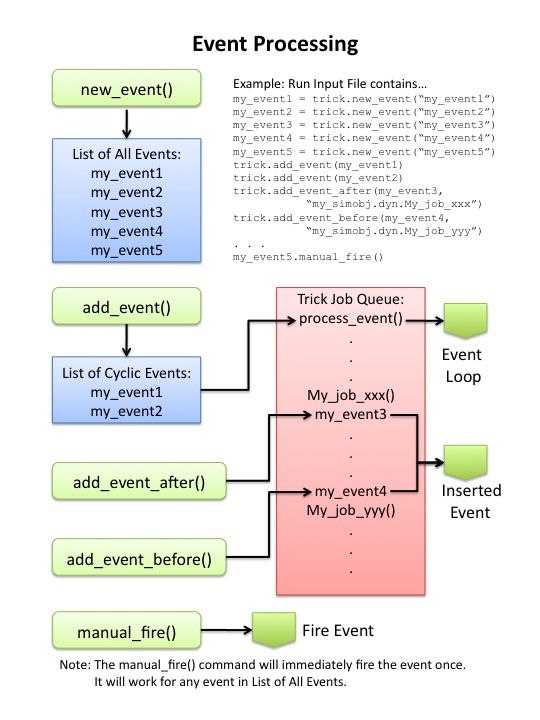 Event Processing
new_event()
List of All Events:
my_event1
my_event2
my_event3
my_event4
my_event5
Example: Run Input File contains…
my_event1 = trick.new_event(“my_event1”)
my_event2 = trick.new_event(“my_event2”)
my_event3 = trick.new_event(“my_event3”)
my_event4 = trick.new_event(“my_event4”)
my_event5 = trick.new_event(“my_event5”)
trick.add_event(my_event1)
trick.add_event(my_event2)
trick.add_event_after(my_event3,
“my_simobj.dyn.My_job_xxx”)
trick.add_event_before(my_event4,
“my_simobj.dyn.My_job_yyy”)
. . .
my_event5.manual_fire()
add_event()
List of Cyclic Events:
my_event1
my_event2
add_event_after()
add_event_before()
Trick Job Queue:
process_event()
.
.
.
My_job_xxx()
my_event3
.
.
.
my_event4
My_job_yyy()
.
.
.
Event
Loop
Inserted
Event
manual_fire()
Fire Event
Note: The manual_fire() command will immediately fire the event once.
It will work for any event in List of All Events.